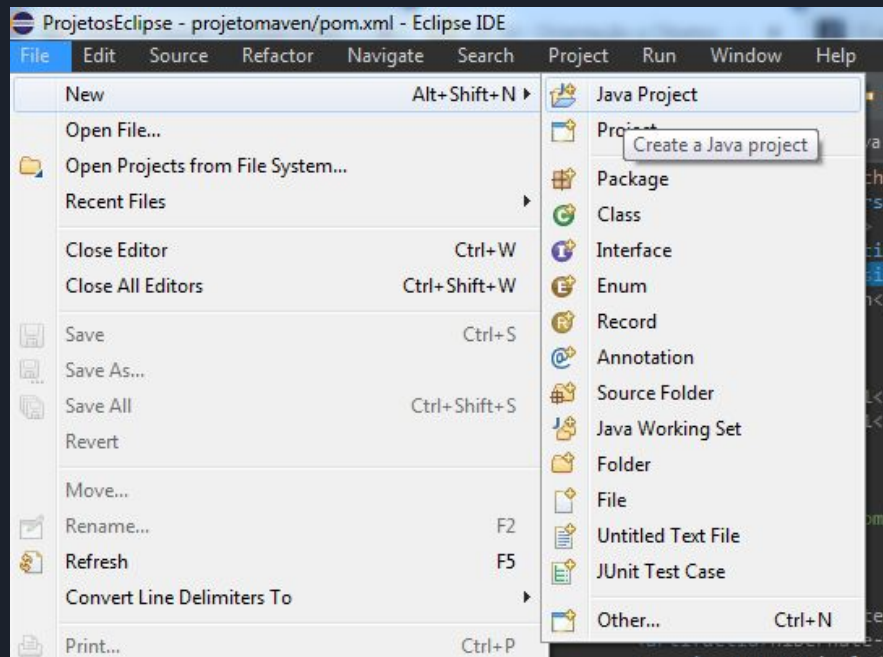 ProjetosEclipse - projetomaven/pom.xml - Eclipse IDE
File Edit Source Refactor Navigate Search Project Run Window Help
New Alt+Shift+N
Open File...
Open Projects from File System...
Recent Files
Close Editor Ctrl+W
Close All Editors Ctrl+Shift+W
Save Ctrl+S
Save As...
Save All Ctrl+Shift+S
Revert
Move...
Rename... F2
Refresh F5
Convert Line Delimiters To
Print... Ctrl+P
Java Project
Project
Create a Java project
Package
Class
Interface
Enum
Record
Annotation
Source Folder
Java Working Set
Folder
File
Untitled Text File
JUnit Test Case
Other... Ctrl+N